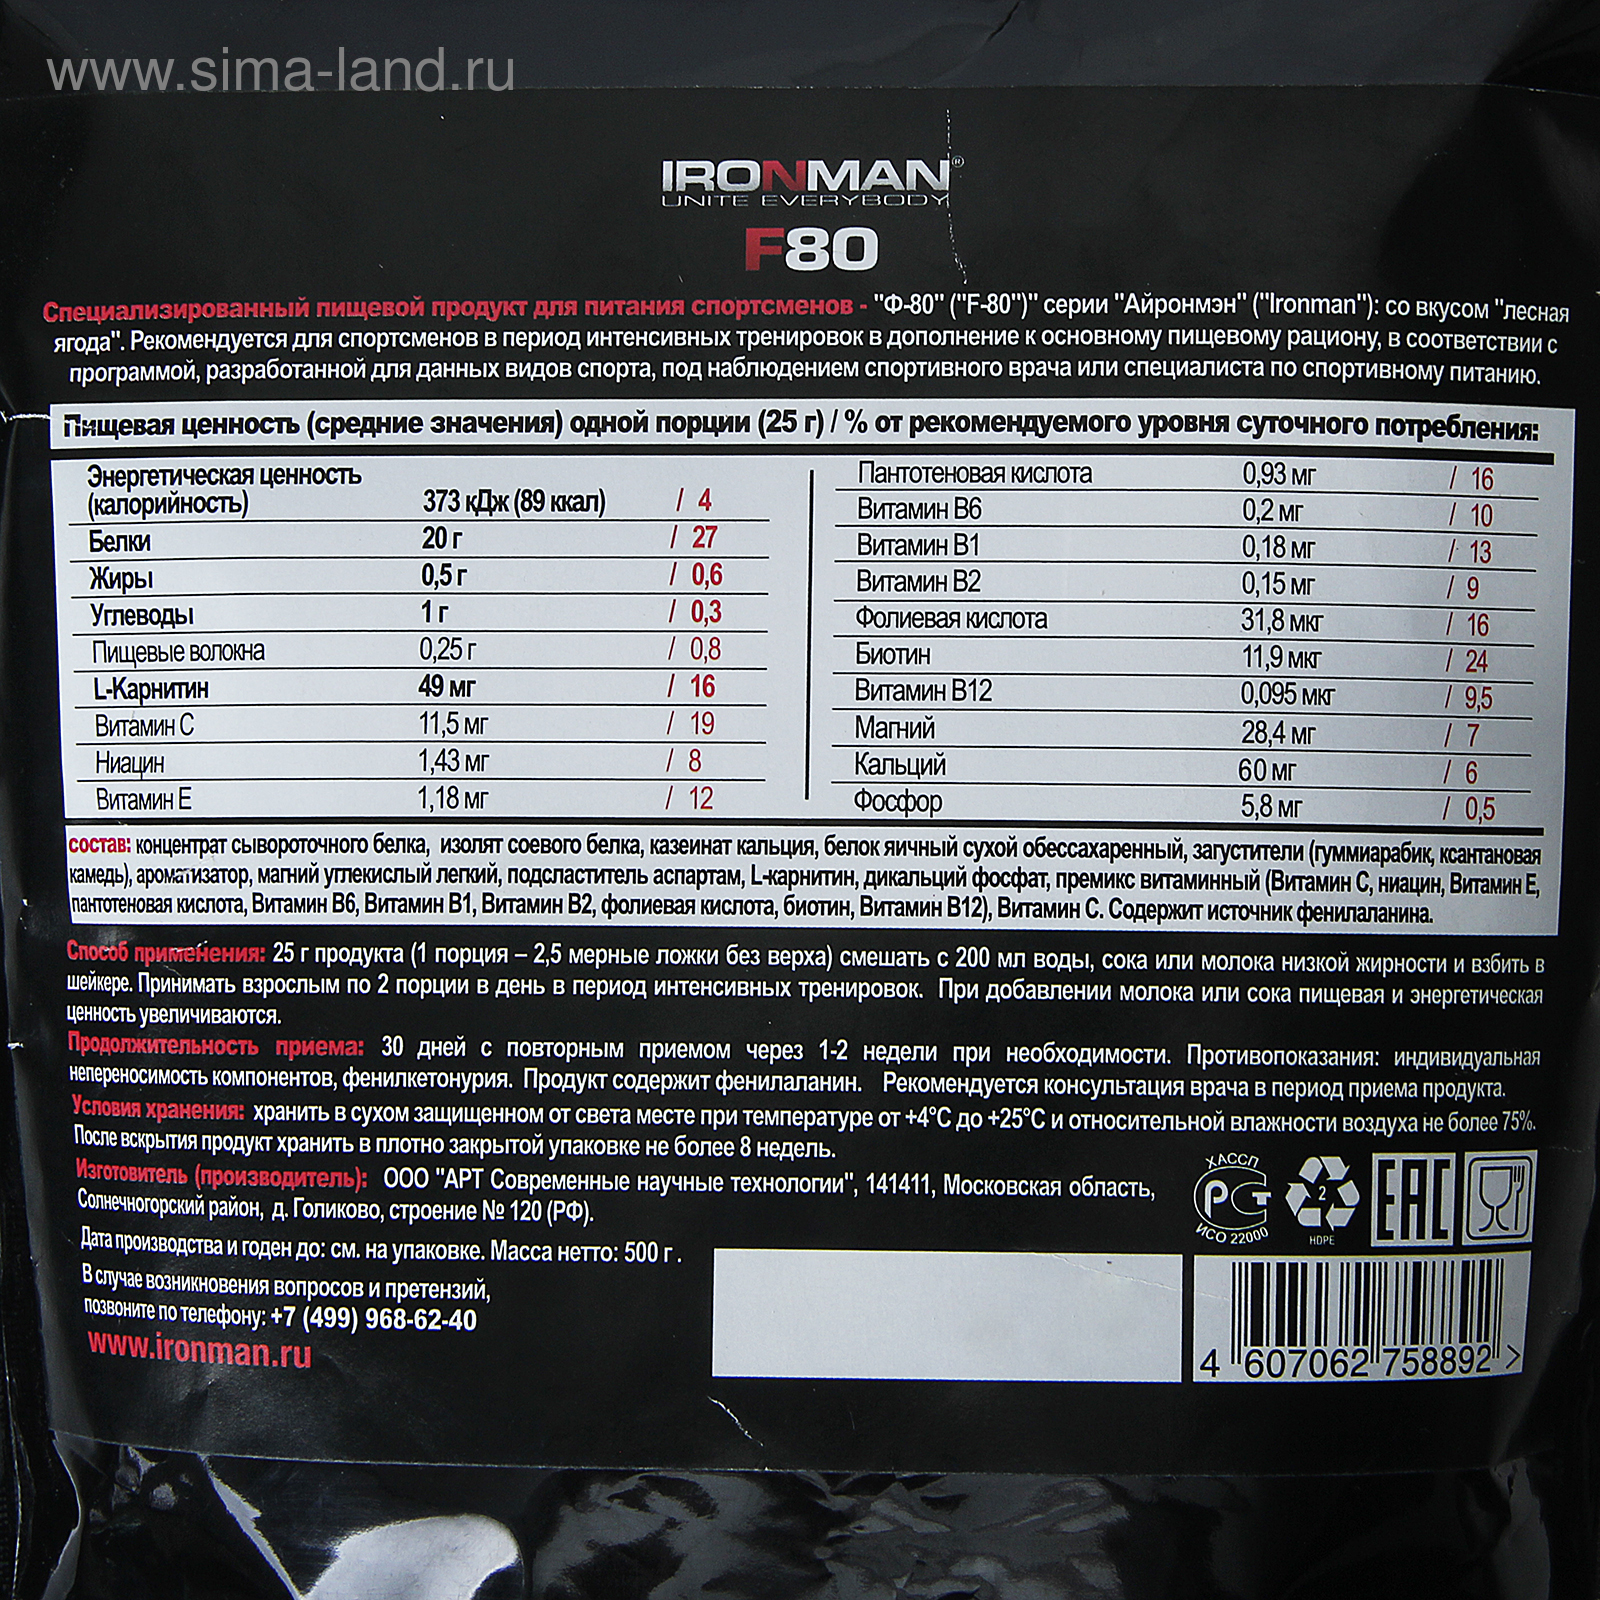 www.sima-land.ru
IRONMAN®
UNITE EVERYBODY
F80
Специализированный пищевой продукт для питания спортсменов - "Ф-80" ("F-80")" серии "Айронмэн" ("Ironman"): со вкусом "лесная
ягода". Рекомендуется для спортсменов в период интенсивных тренировок в дополнение к основному пищевому рациону, в соответствии с
программой, разработанной для данных видов спорта, под наблюдением спортивного врача или специалиста по спортивному питанию.
Пищевая ценность (средние значения) одной порции (25 г) / % от рекомендуемого уровня суточного потребления:
Энергетическая ценность
(калорийность) 373 кДж (89 ккал) / 4
Белки 20 г / 27
Жиры 0,5 г / 0,6
Углеводы 1 г / 0,3
Пищевые волокна 0,25 г / 0,8
L-Карнитин 49 мг / 16
Витамин С 11,5 мг / 19
Ниацин 1,43 мг / 8
Витамин Е 1,18 мг / 12
Пантотеновая кислота 0,93 мг / 16
Витамин В6 0,2 мг / 10
Витамин В1 0,18 мг / 13
Витамин В2 0,15 мг / 9
Фолиевая кислота 31,8 мкг / 16
Биотин 11,9 мкг / 24
Витамин В12 0,095 мкг / 9,5
Магний 28,4 мг / 7
Кальций 60 мг / 6
Фосфор 5,8 мг / 0,5
состав: концентрат сывороточного белка, изолят соевого белка, казеинат кальция, белок яичный сухой обессахаренный, загустители (гуммиарабик, ксантановая
камедь), ароматизатор, магний углекислый легкий, подсластитель аспартам, L-карнитин, дикальций фосфат, премикс витаминный (Витамин С, ниацин, Витамин Е,
пантотеновая кислота, Витамин В6, Витамин В1, Витамин В2, фолиевая кислота, биотин, Витамин В12), Витамин С. Содержит источник фенилаланина.
Способ применения: 25 г продукта (1 порция – 2,5 мерные ложки без верха) смешать с 200 мл воды, сока или молока низкой жирности и взбить в
шейкере. Принимать взрослым по 2 порции в день в период интенсивных тренировок. При добавлении молока или сока пищевая и энергетическая
ценность увеличиваются.
Продолжительность приема: 30 дней с повторным приемом через 1-2 недели при необходимости. Противопоказания: индивидуальная
непереносимость компонентов, фенилкетонурия. Продукт содержит фенилаланин. Рекомендуется консультация врача в период приема продукта.
Условия хранения: хранить в сухом защищенном от света месте при температуре от +4°С до +25°С и относительной влажности воздуха не более 75%.
После вскрытия продукт хранить в плотно закрытой упаковке не более 8 недель.
Изготовитель (производитель): ООО "АРТ Современные научные технологии", 141411, Московская область,
Солнечногорский район, д. Голиково, строение № 120 (РФ).
Дата производства и годен до: см. на упаковке. Масса нетто: 500 г .
В случае возникновения вопросов и претензий,
позвоните по телефону: +7 (499) 968-62-40
www.ironman.ru
ХАССП
РСТ
ИСО 22000
2
HDPE
EAC
4 607062 758892 >